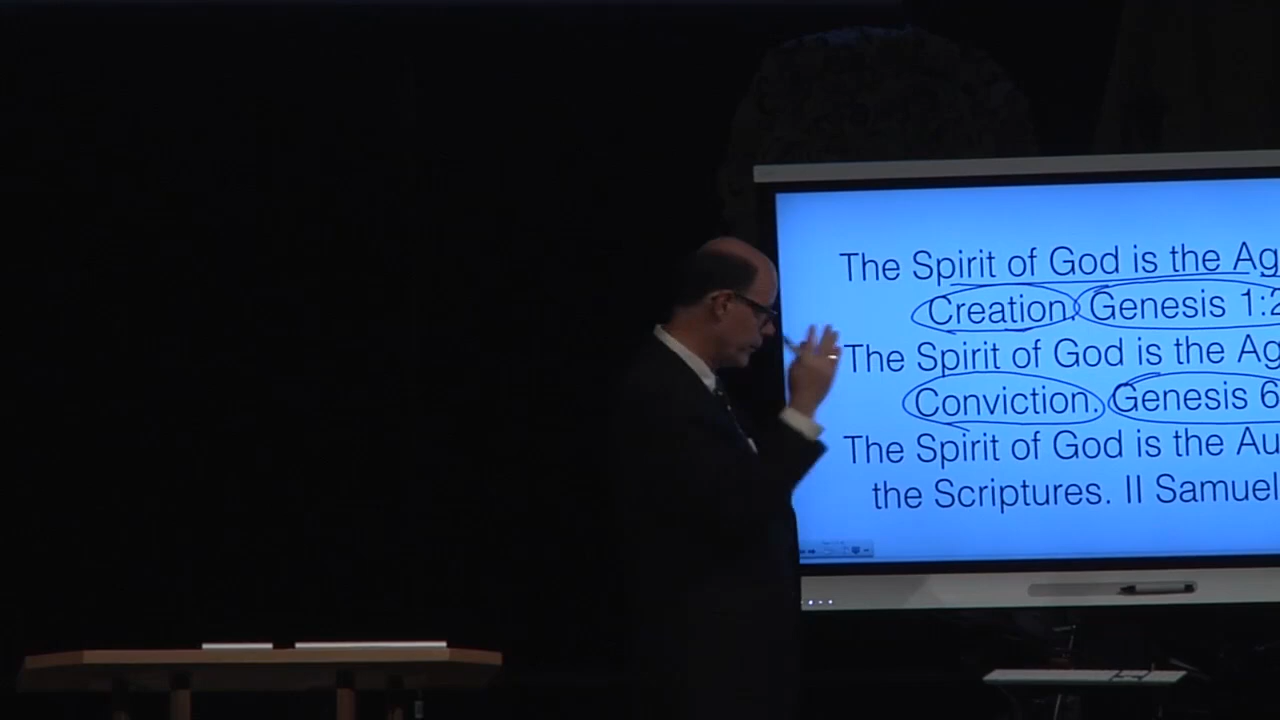 The Spirit of God is the Ag
Creation. Genesis 1:2
The Spirit of God is the Ag
Conviction. Genesis 6
The Spirit of God is the Au
the Scriptures. II Samuel